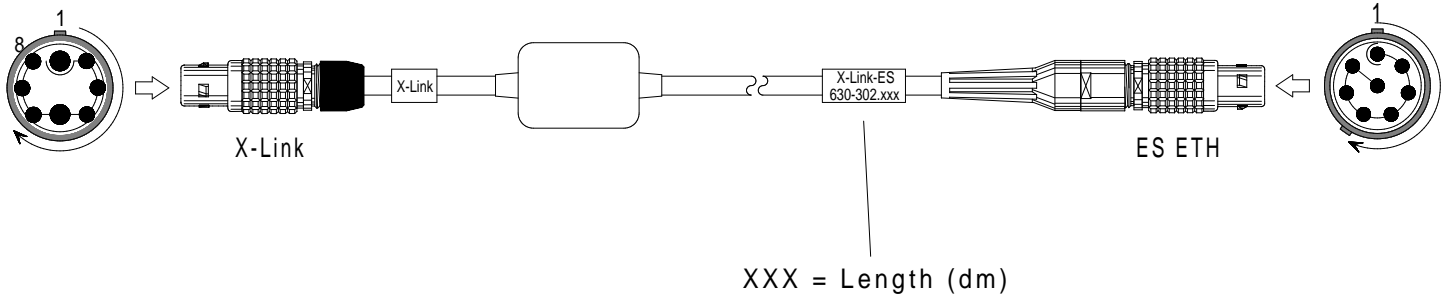 1
8
X-Link
X-Link
X-Link-ES
630-302.xxx
ES ETH
1
XXX = Length (dm)